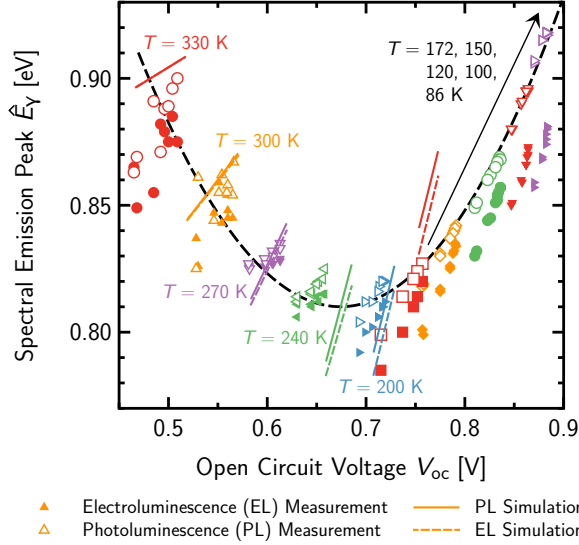 Spectral Emission Peak Êγ [eV]
0.90
0.85
0.80
T = 330 K
T = 300 K
T = 270 K
T = 240 K
T = 200 K
T = 172, 150,
120, 100,
86 K
0.5 0.6 0.7 0.8 0.9
Open Circuit Voltage Voc [V]
Electroluminescence (EL) Measurement
Photoluminescence (PL) Measurement
PL Simulation
EL Simulation